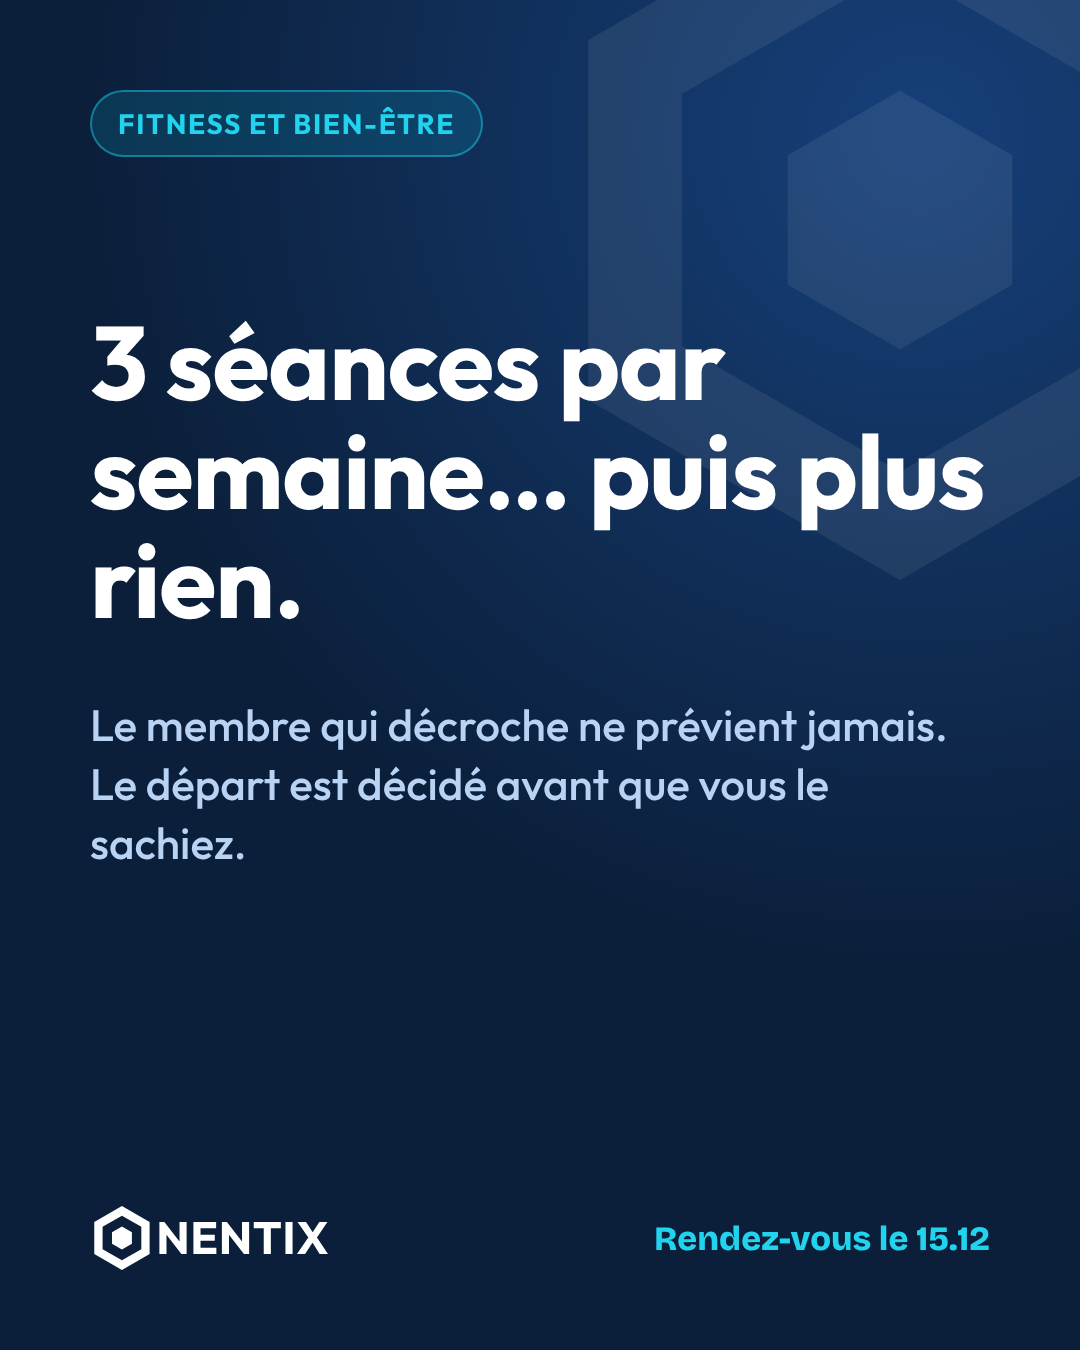 FITNESS ET BIEN-ÊTRE
3 séances par
semaine... puis plus
rien.
Le membre qui décroche ne prévient jamais.
Le départ est décidé avant que vous le
sachiez.
NENTIX
Rendez-vous le 15.12